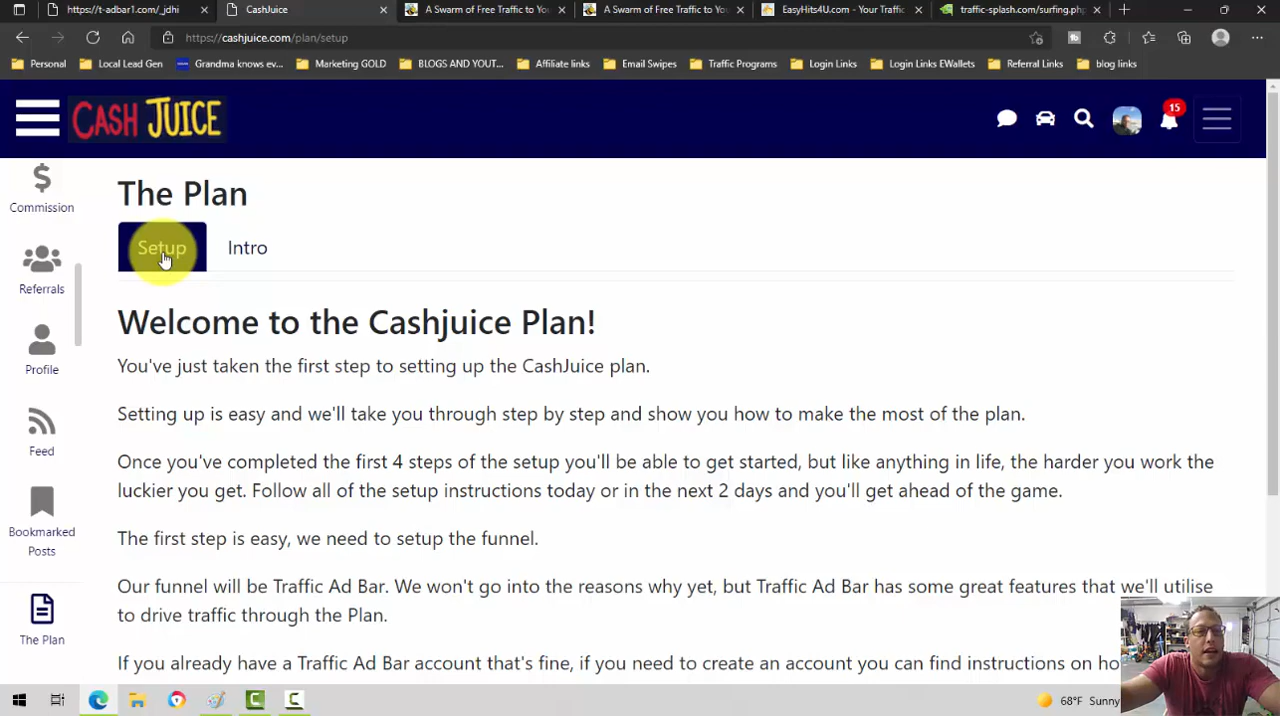 https://t-adbar1.com/_jdhi
CashJuice
A Swarm of Free Traffic to You
A Swarm of Free Traffic to You
EasyHits4U.com - Your Traffic
traffic-splash.com/surfing.php
https://cashjuice.com/plan/setup
Personal
Local Lead Gen
Grandma knows ev...
Marketing GOLD
BLOGS AND YOUT...
Affiliate links
Email Swipes
Traffic Programs
Login Links
Login Links EWallets
Referral Links
blog links
CASH JUICE
15
Commission
Referrals
Profile
Feed
Bookmarked
Posts
The Plan
The Plan
Setup
Intro
Welcome to the Cashjuice Plan!
You've just taken the first step to setting up the CashJuice plan.
Setting up is easy and we'll take you through step by step and show you how to make the most of the plan.
Once you've completed the first 4 steps of the setup you'll be able to get started, but like anything in life, the harder you work the
luckier you get. Follow all of the setup instructions today or in the next 2 days and you'll get ahead of the game.
The first step is easy, we need to setup the funnel.
Our funnel will be Traffic Ad Bar. We won't go into the reasons why yet, but Traffic Ad Bar has some great features that we'll utilise
to drive traffic through the Plan.
If you already have a Traffic Ad Bar account that's fine, if you need to create an account you can find instructions on ho
68°F Sunny